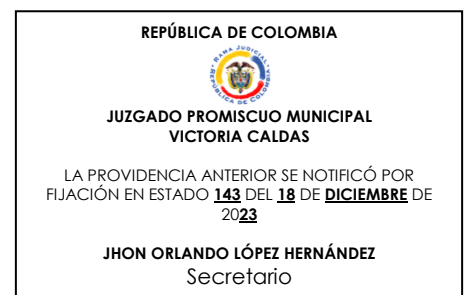 REPÚBLICA DE COLOMBIA
RAMA JUDICIAL
REPÚBLICA DE COLOMBIA
JUZGADO PROMISCUO MUNICIPAL
VICTORIA CALDAS
LA PROVIDENCIA ANTERIOR SE NOTIFICÓ POR
FIJACIÓN EN ESTADO 143 DEL 18 DE DICIEMBRE DE
2023
JHON ORLANDO LÓPEZ HERNÁNDEZ
Secretario